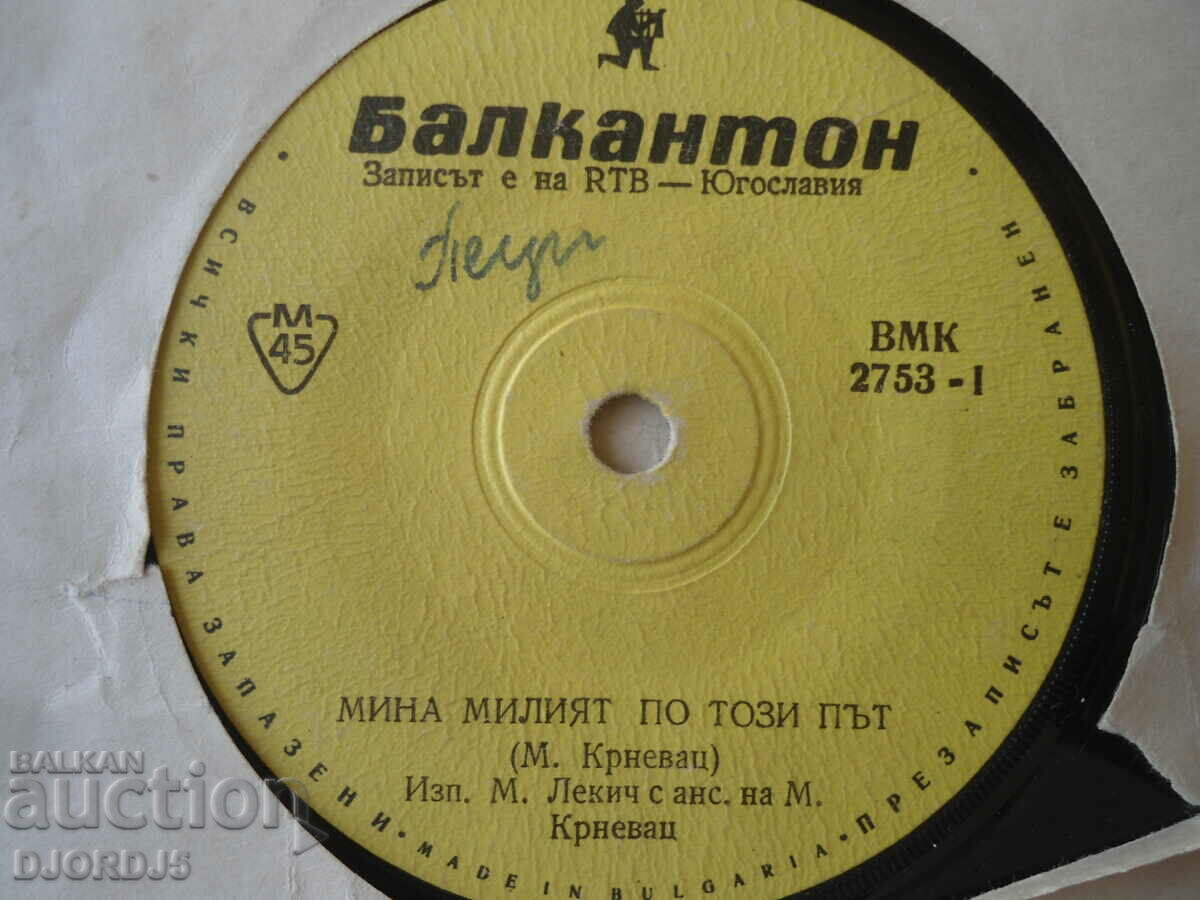 Балкантон
Записът е на RTB — Югославия
М
45
ВМК
2753 - 1
МИНА МИЛИЯТ ПО ТОЗИ ПЪТ
(М. Крневац)
Изп. М. Лекич с анс. на М.
Крневац
• ВСИЧКИ ПРАВА ЗАПАЗЕНИ • MADE IN BULGARIA • ПРЕЗАПИСЪТ Е ЗАБРАНЕН •
BALKAN
auction
DJORDJ5